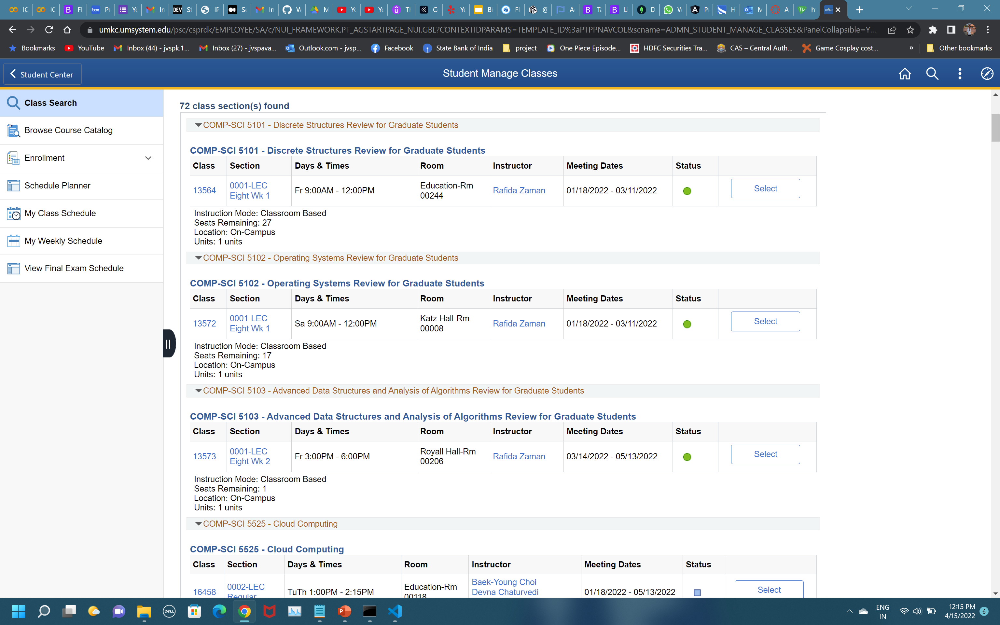 IC
IC
Fl
box
Pr
Yo
In
DEV
St
IP
Se
In
W
M
Yo
Yo
Tl
C
Ye
Bi
Fl
@
A
Ta
Li
D
W
P
H
M
A
TV
h
UMKC
umkc.umsystem.edu/psc/csprdk/EMPLOYEE/SA/c/NUI_FRAMEWORK.PT_AGSTARTPAGE_NUI.GBL?CONTEXTIDPARAMS=TEMPLATE_ID%3aPTPPNAVCOL&scname=ADMN_STUDENT_MANAGE_CLASSES&PanelCollapsible=Y...
Bookmarks
YouTube
Inbox (44) - jvspk.1...
Inbox (27) - jvspava...
Outlook.com - jvsp...
Facebook
State Bank of India
project
One Piece Episode...
HDFC Securities Tra...
CAS – Central Auth...
Game Cosplay cost...
»
Other bookmarks
Student Center
Student Manage Classes
Class Search
Browse Course Catalog
Enrollment
Schedule Planner
My Class Schedule
My Weekly Schedule
View Final Exam Schedule
72 class section(s) found
COMP-SCI 5101 - Discrete Structures Review for Graduate Students
COMP-SCI 5101 - Discrete Structures Review for Graduate Students
Class Section Days & Times Room Instructor Meeting Dates Status
13564 0001-LEC Eight Wk 1 Fr 9:00AM - 12:00PM Education-Rm 00244 Rafida Zaman 01/18/2022 - 03/11/2022 Select
Instruction Mode: Classroom Based
Seats Remaining: 27
Location: On-Campus
Units: 1 units
COMP-SCI 5102 - Operating Systems Review for Graduate Students
COMP-SCI 5102 - Operating Systems Review for Graduate Students
Class Section Days & Times Room Instructor Meeting Dates Status
13572 0001-LEC Eight Wk 1 Sa 9:00AM - 12:00PM Katz Hall-Rm 00008 Rafida Zaman 01/18/2022 - 03/11/2022 Select
Instruction Mode: Classroom Based
Seats Remaining: 17
Location: On-Campus
Units: 1 units
COMP-SCI 5103 - Advanced Data Structures and Analysis of Algorithms Review for Graduate Students
COMP-SCI 5103 - Advanced Data Structures and Analysis of Algorithms Review for Graduate Students
Class Section Days & Times Room Instructor Meeting Dates Status
13573 0001-LEC Eight Wk 2 Fr 3:00PM - 6:00PM Royall Hall-Rm 00206 Rafida Zaman 03/14/2022 - 05/13/2022 Select
Instruction Mode: Classroom Based
Seats Remaining: 1
Location: On-Campus
Units: 1 units
COMP-SCI 5525 - Cloud Computing
COMP-SCI 5525 - Cloud Computing
Class Section Days & Times Room Instructor Meeting Dates Status
16458 0002-LEC Regular TuTh 1:00PM - 2:15PM Education-Rm 00118 Baek-Young Choi Devna Chaturvedi 01/18/2022 - 05/13/2022 Select
DELL
ENG
IN
12:15 PM
4/15/2022
6